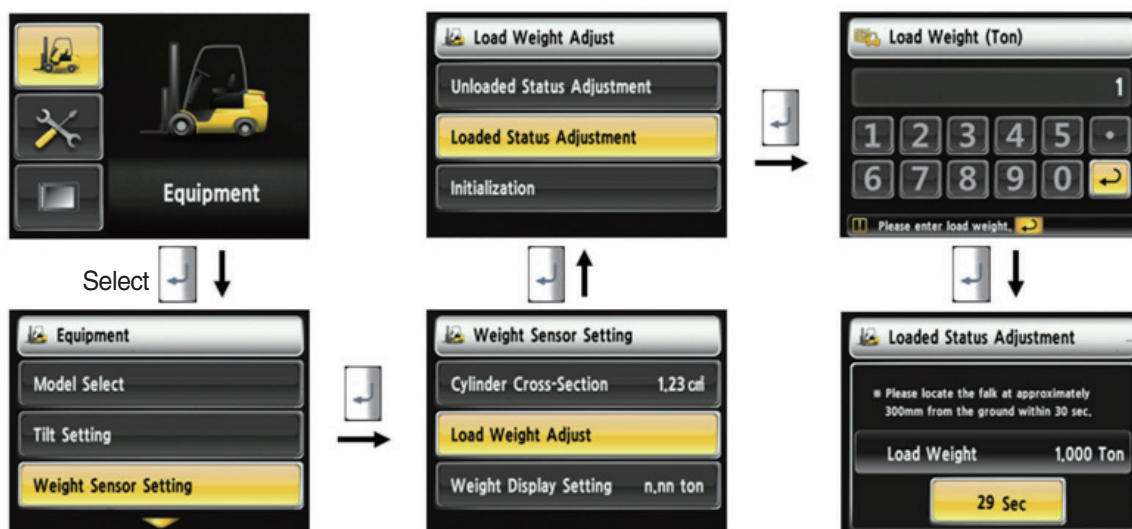 Equipment
Select
Equipment
Model Select
Tilt Setting
Weight Sensor Setting
Weight Sensor Setting
Cylinder Cross-Section 1.23 cm²
Load Weight Adjust
Weight Display Setting n.nn ton
Load Weight Adjust
Unloaded Status Adjustment
Loaded Status Adjustment
Initialization
Load Weight (Ton)
1
1 2 3 4 5 .
6 7 8 9 0
Please enter load weight.
Loaded Status Adjustment
Please locate the falk at approximately
300mm from the ground within 30 sec.
Load Weight 1,000 Ton
29 Sec